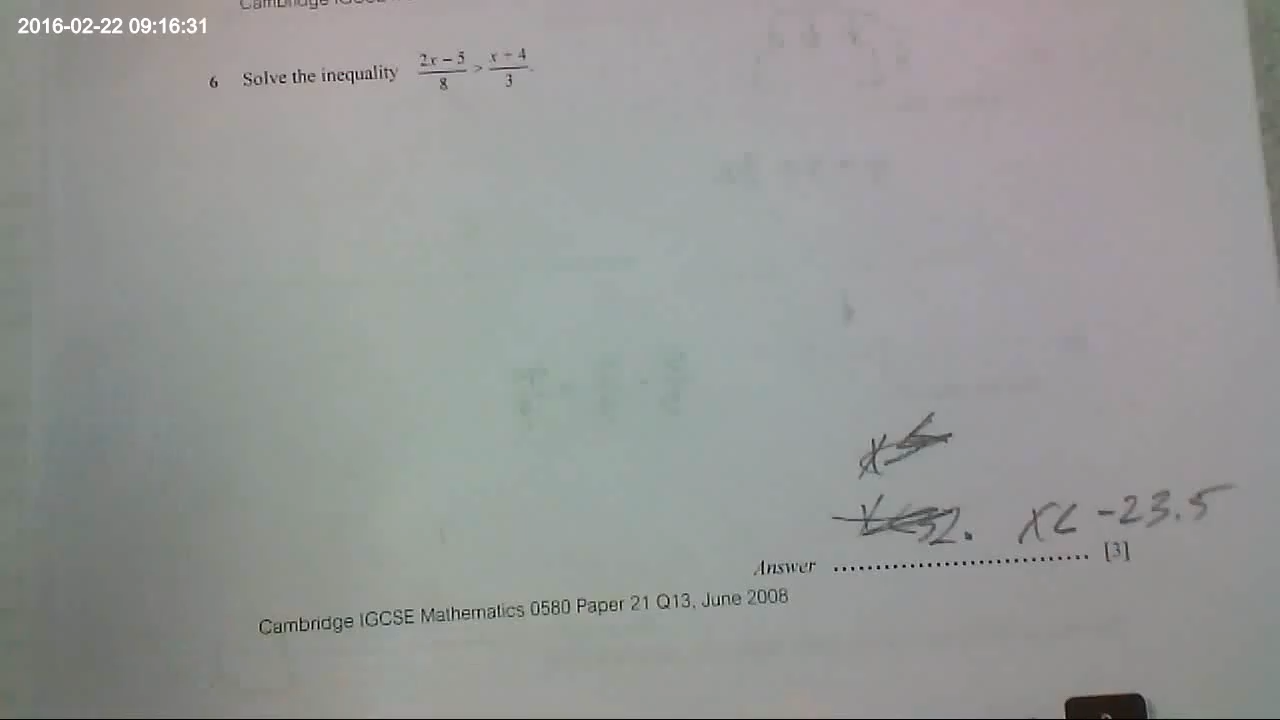 2016-02-22 09:16:31
Cambridge
6 Solve the inequality (2x − 5)/8 > (x + 4)/3.
x < -23.5
Answer .............................. [3]
Cambridge IGCSE Mathematics 0580 Paper 21 Q13, June 2008